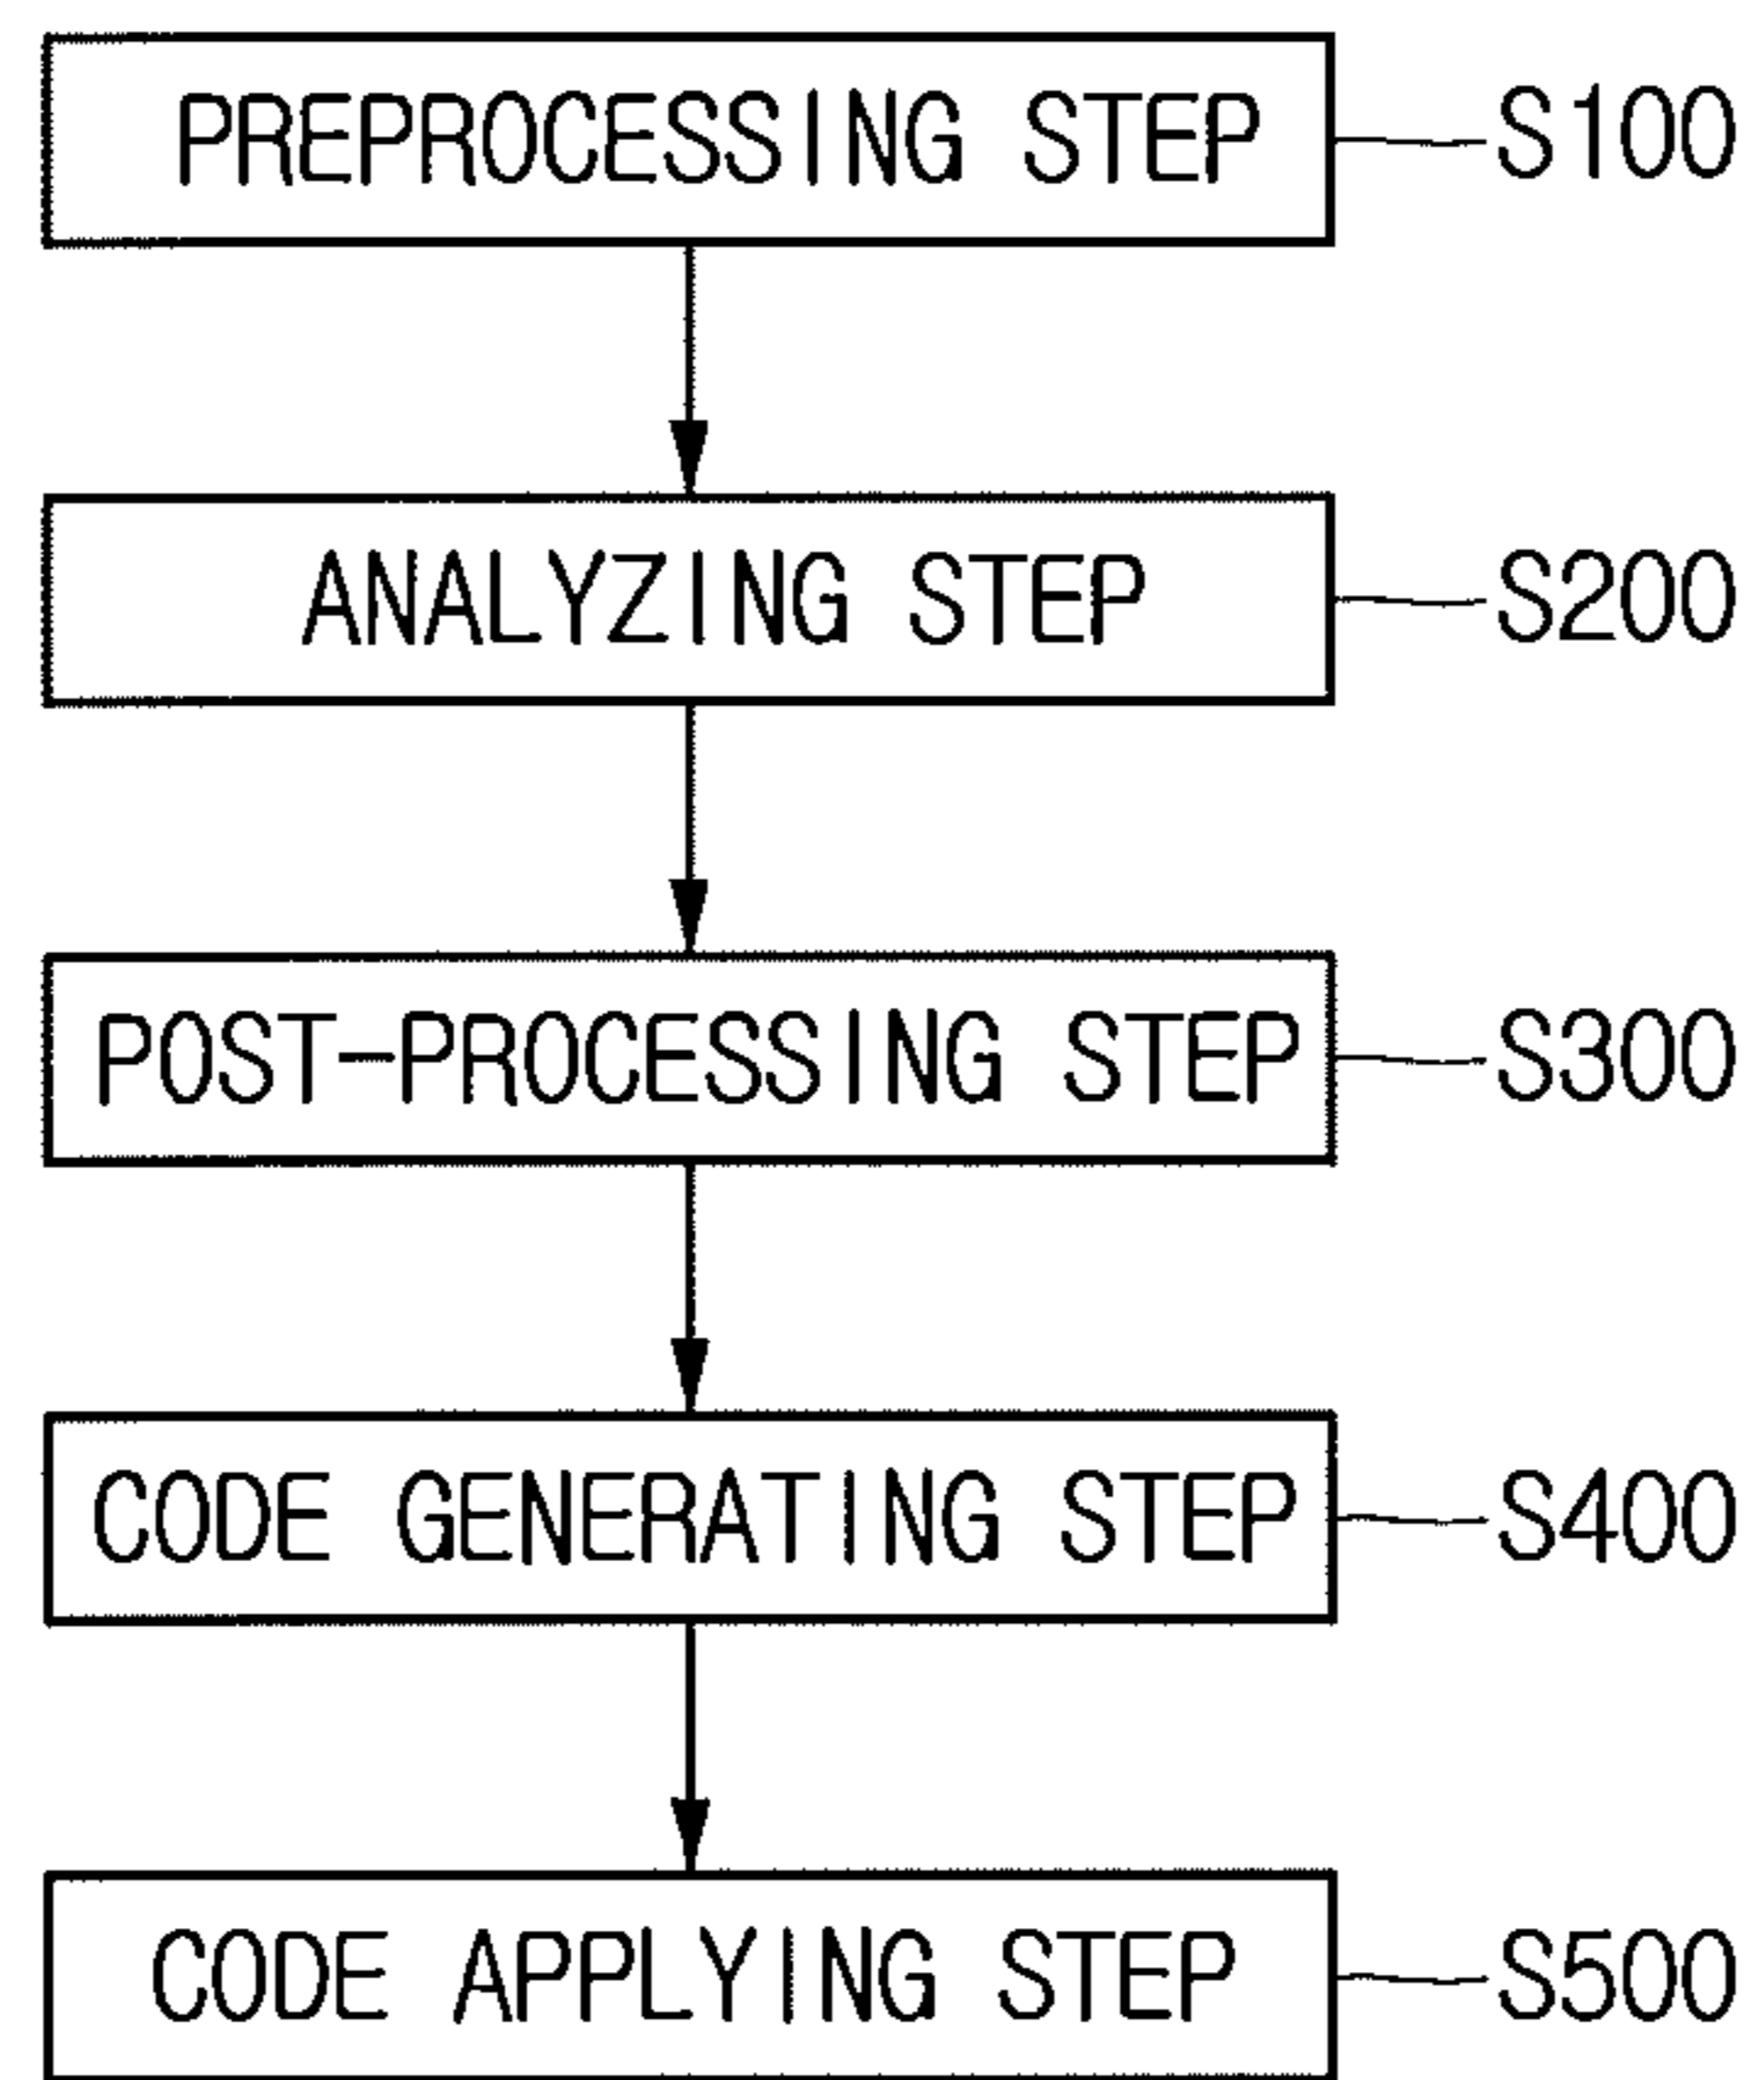 PREPROCESSING STEP S100
ANALYZING STEP S200
POST-PROCESSING STEP S300
CODE GENERATING STEP S400
CODE APPLYING STEP S500